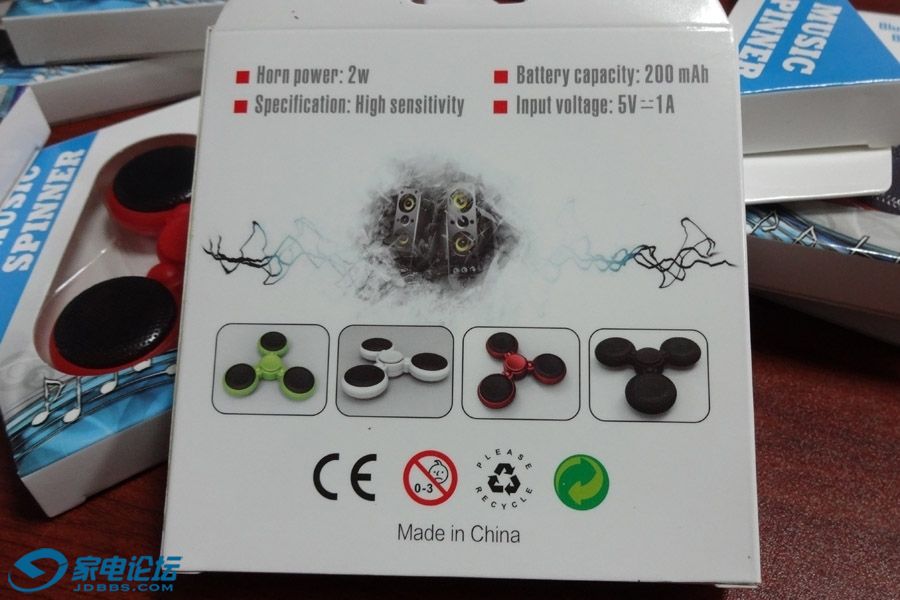 Horn power: 2w
Battery capacity: 200 mAh
Specification: High sensitivity
Input voltage: 5V ⎓ 1A
MUSIC
SPINNER
MUSIC
SPINNER
CE
0-3
PLEASE
RECYCLE
Made in China
家电论坛
JDBBS.COM